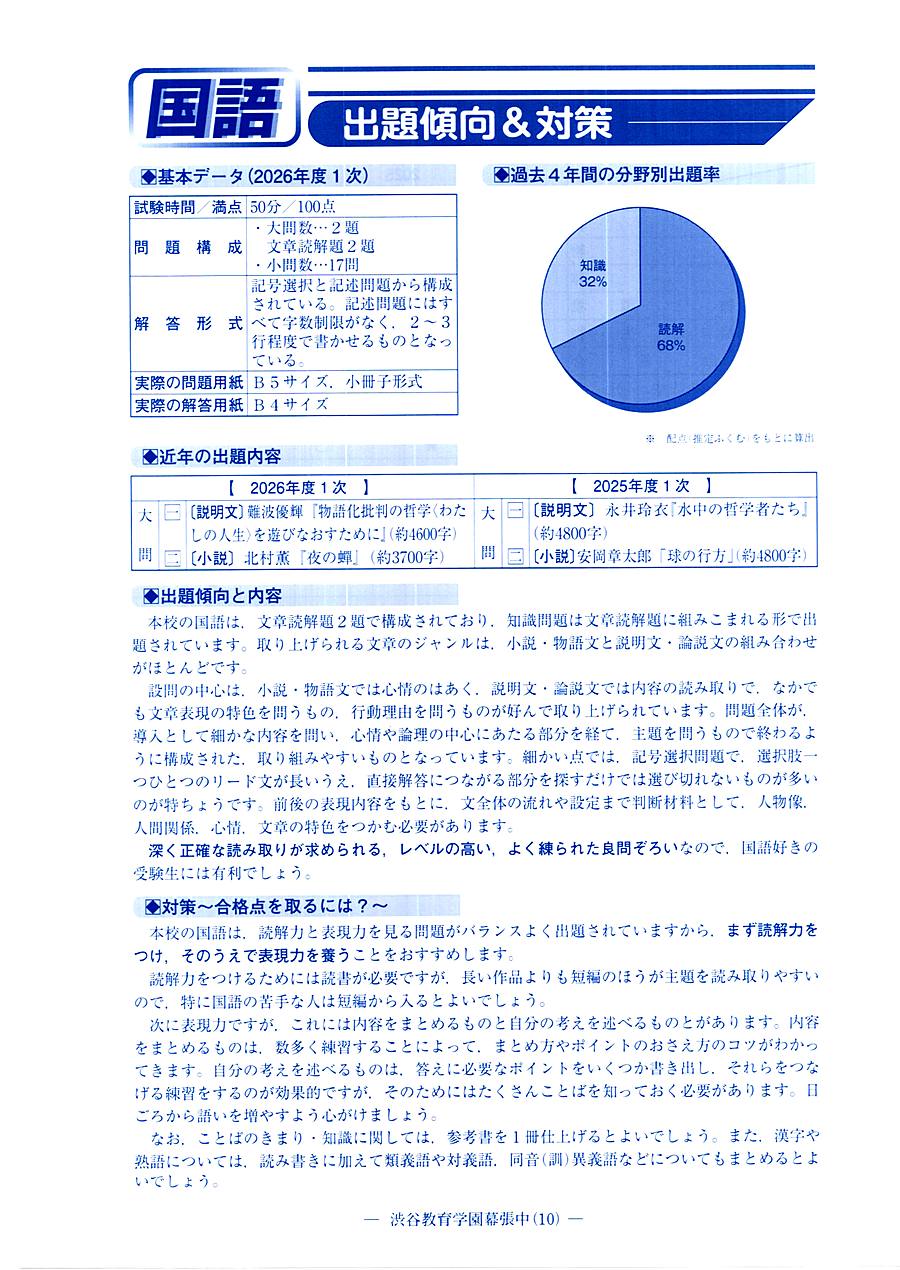 国語
出題傾向＆対策
◆基本データ（2026年度１次）
試験時間／満点 50分／100点
問題構成 ・大問数…２題
文章読解題２題
・小問数…17問
解答形式 記号選択と記述問題から構成
されている。記述問題にはす
べて字数制限がなく，２～３
行程度で書かせるものとなっ
ている。
実際の問題用紙 Ｂ５サイズ，小冊子形式
実際の解答用紙 Ｂ４サイズ
◆過去４年間の分野別出題率
知識
32％
読解
68％
※　配点（推定ふくむ）をもとに算出
◆近年の出題内容
【　2026年度１次　】
大問
一 〔説明文〕難波優輝『物語化批判の哲学〈わた
しの人生〉を遊びなおすために』（約4600字）
二 〔小説〕北村薫『夜の蟬』（約3700字）
【　2025年度１次　】
大問
一 〔説明文〕永井玲衣『水中の哲学者たち』
（約4800字）
二 〔小説〕安岡章太郎「球の行方」（約4800字）
◆出題傾向と内容
本校の国語は，文章読解題２題で構成されており，知識問題は文章読解題に組みこまれる形で出
題されています。取り上げられる文章のジャンルは，小説・物語文と説明文・論説文の組み合わせ
がほとんどです。
設問の中心は，小説・物語文では心情のはあく，説明文・論説文では内容の読み取りで，なかで
も文章表現の特色を問うもの，行動理由を問うものが好んで取り上げられています。問題全体が，
導入として細かな内容を問い，心情や論理の中心にあたる部分を経て，主題を問うもので終わるよ
うに構成された，取り組みやすいものとなっています。細かい点では，記号選択問題で，選択肢一
つひとつのリード文が長いうえ，直接解答につながる部分を探すだけでは選び切れないものが多い
のが特ちょうです。前後の表現内容をもとに，文全体の流れや設定まで判断材料として，人物像，
人間関係，心情，文章の特色をつかむ必要があります。
深く正確な読み取りが求められる，レベルの高い，よく練られた良問ぞろいなので，国語好きの
受験生には有利でしょう。
◆対策～合格点を取るには？～
本校の国語は，読解力と表現力を見る問題がバランスよく出題されていますから，まず読解力を
つけ，そのうえで表現力を養うことをおすすめします。
読解力をつけるためには読書が必要ですが，長い作品よりも短編のほうが主題を読み取りやすい
ので，特に国語の苦手な人は短編から入るとよいでしょう。
次に表現力ですが，これには内容をまとめるものと自分の考えを述べるものとがあります。内容
をまとめるものは，数多く練習することによって，まとめ方やポイントのおさえ方のコツがわかっ
てきます。自分の考えを述べるものは，答えに必要なポイントをいくつか書き出し，それらをつな
げる練習をするのが効果的ですが，そのためにはたくさんことばを知っておく必要があります。日
ごろから語いを増やすよう心がけましょう。
なお，ことばのきまり・知識に関しては，参考書を１冊仕上げるとよいでしょう。また，漢字や
熟語については，読み書きに加えて類義語や対義語，同音（訓）異義語などについてもまとめるとよ
いでしょう。
― 渋谷教育学園幕張中（10）―